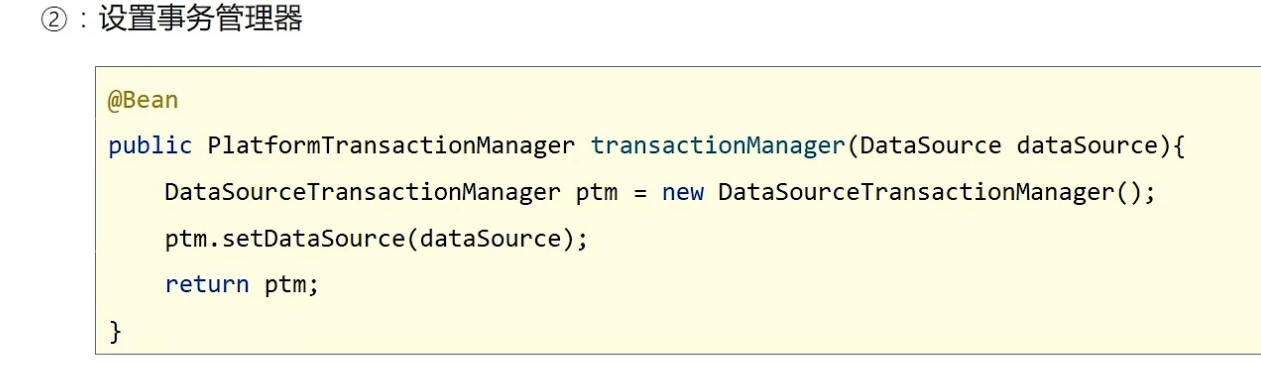 ②：设置事务管理器
@Bean
public PlatformTransactionManager transactionManager(DataSource dataSource){
    DataSourceTransactionManager ptm = new DataSourceTransactionManager();
    ptm.setDataSource(dataSource);
    return ptm;
}